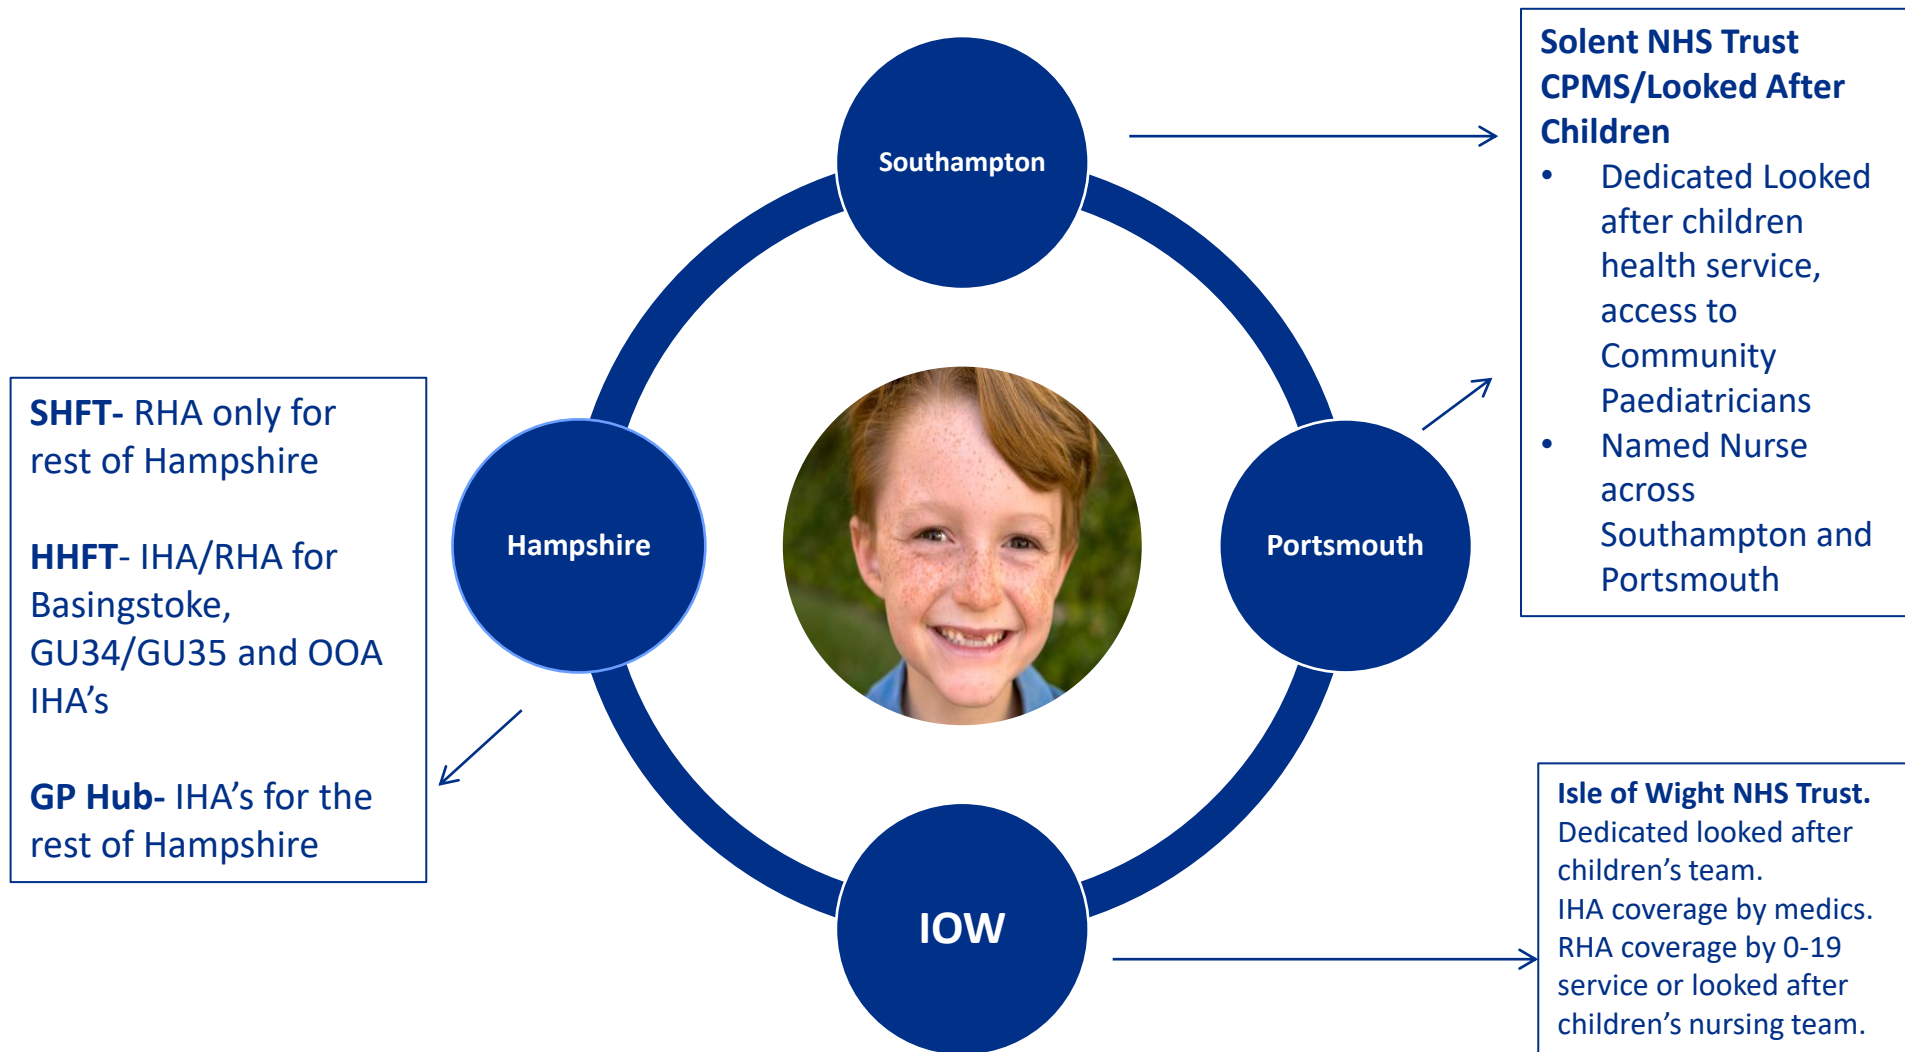 Southampton
Solent NHS Trust
CPMS/Looked After
Children
• Dedicated Looked
after children
health service,
access to
Community
Paediatricians
• Named Nurse
across
Southampton and
Portsmouth
SHFT- RHA only for
rest of Hampshire
HHFT- IHA/RHA for
Basingstoke,
GU34/GU35 and OOA
IHA’s
GP Hub- IHA’s for the
rest of Hampshire
Hampshire
Portsmouth
IOW
Isle of Wight NHS Trust.
Dedicated looked after
children’s team.
IHA coverage by medics.
RHA coverage by 0-19
service or looked after
children’s nursing team.